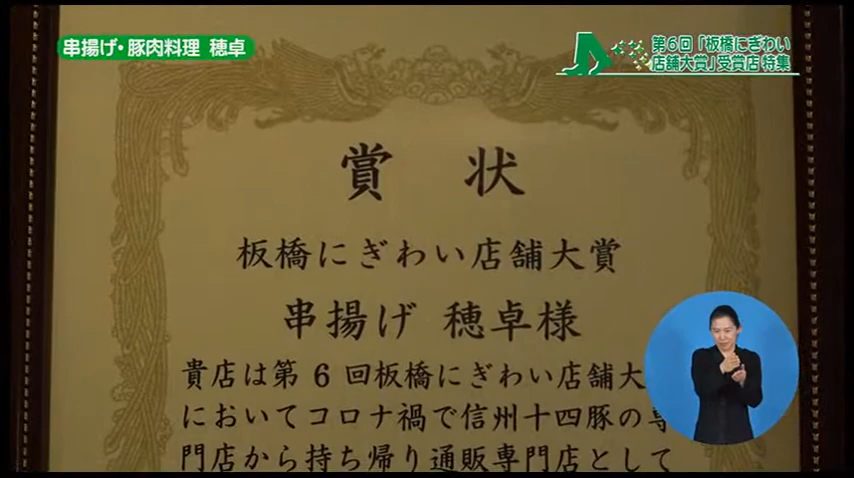 串揚げ・豚肉料理 穂卓
第6回「板橋にぎわい
店舗大賞」受賞店 特集
賞 状
板橋にぎわい店舗大賞
串揚げ 穂卓様
貴店は第6回板橋にぎわい店舗大
においてコロナ禍で信州十四豚の専
門店から持ち帰り通販専門店として